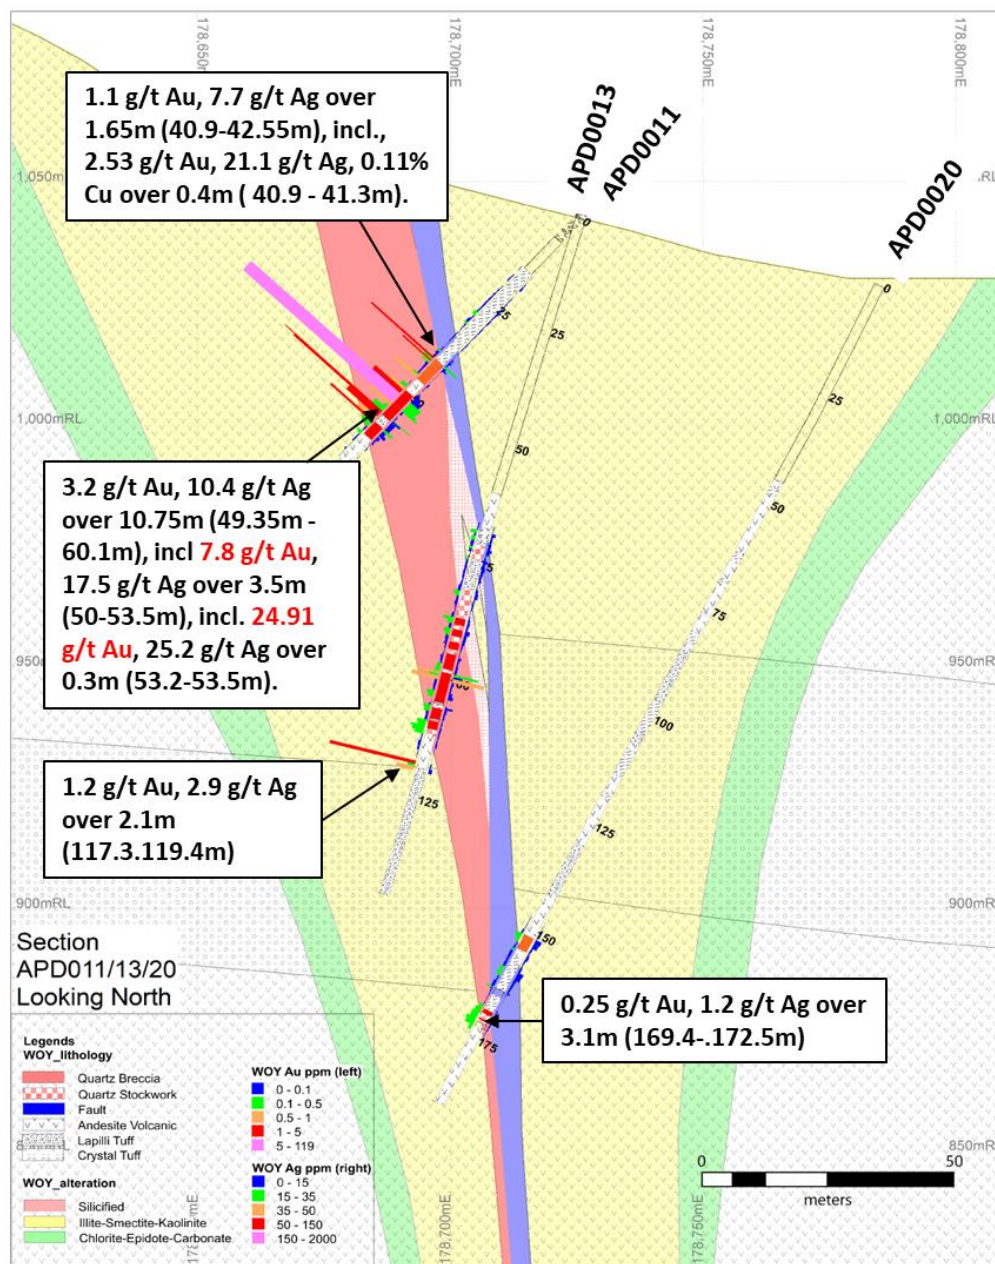 178,650mE
178,700mE
178,750mE
178,800mE
1.1 g/t Au, 7.7 g/t Ag over
1.65m (40.9-42.55m), incl.,
2.53 g/t Au, 21.1 g/t Ag, 0.11%
Cu over 0.4m ( 40.9 - 41.3m).
APD0013
APD0011
APD0020
1,050mRL
0
0
25
25
25
1,000mRL
1,000mRL
50
50
3.2 g/t Au, 10.4 g/t Ag
over 10.75m (49.35m -
60.1m), incl 7.8 g/t Au,
17.5 g/t Ag over 3.5m
(50-53.5m), incl. 24.91
g/t Au, 25.2 g/t Ag over
0.3m (53.2-53.5m).
75
950mRL
100
1.2 g/t Au, 2.9 g/t Ag
over 2.1m
(117.3.119.4m)
125
125
900mRL
900mRL
150
Section
APD011/13/20
Looking North
0.25 g/t Au, 1.2 g/t Ag over
3.1m (169.4-.172.5m)
175
Legends
WOY_lithology
Quartz Breccia
Quartz Stockwork
Fault
Andesite Volcanic
Lapilli Tuff
Crystal Tuff
WOY_alteration
Silicified
Illite-Smectite-Kaolinite
Chlorite-Epidote-Carbonate
WOY Au ppm (left)
0 - 0.1
0.1 - 0.5
0.5 - 1
1 - 5
5 - 119
WOY Ag ppm (right)
0 - 15
15 - 35
35 - 50
50 - 150
150 - 2000
850mRL
0 50
meters
178,700mE
178,750mE